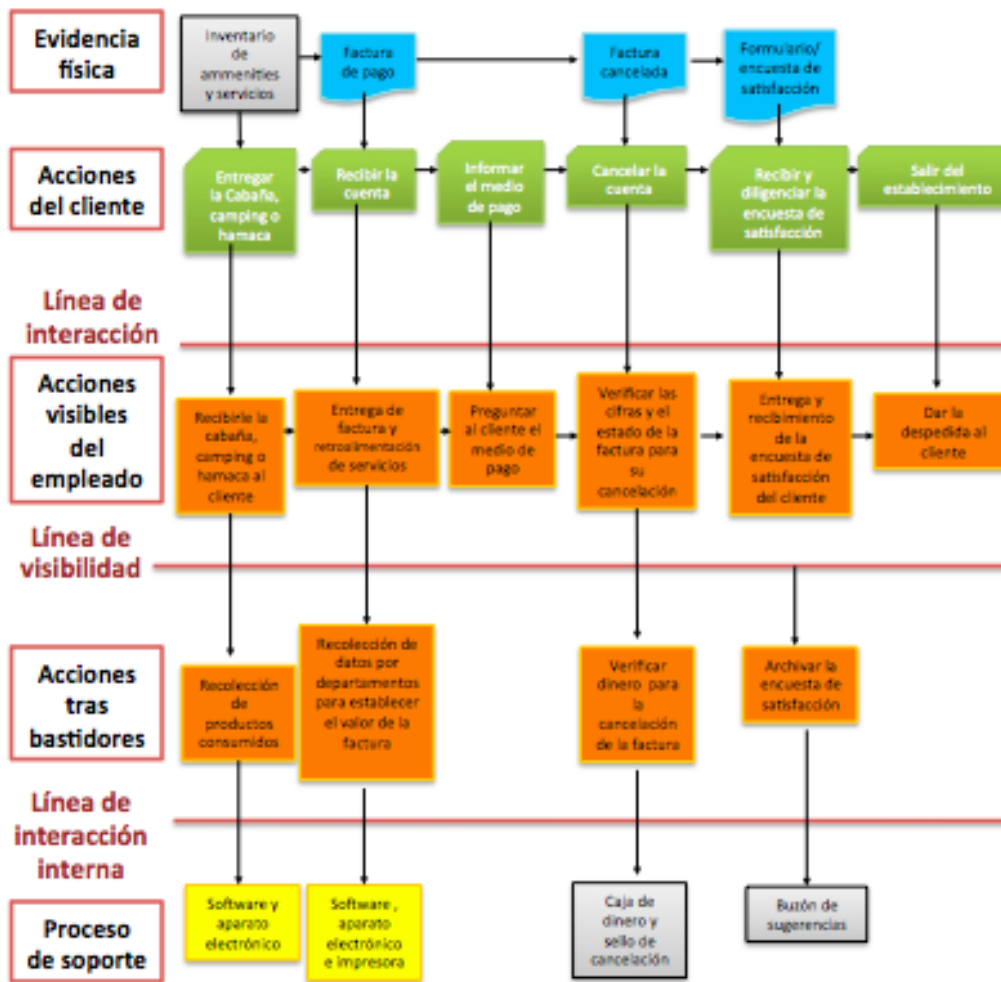 Evidencia
física
Inventario
de
ammenities
y servicios
Factura
de pago
Factura
cancelada
Formulario/
encuesta de
satisfacción
Acciones
del cliente
Entregar
la Cabaña,
camping o
hamaca
Recibir la
cuenta
Informar
el medio
de pago
Cancelar la
cuenta
Recibir y
diligenciar la
encuesta de
satisfacción
Salir del
establecimiento
Línea de
interacción
Acciones
visibles
del
empleado
Recibirle la
cabaña,
camping o
hamaca al
cliente
Entrega de
factura y
retroalimentación
de servicios
Preguntar
al cliente el
medio de
pago
Verificar las
cifras y el
estado de la
factura para
su
cancelación
Entrega y
recibimiento
de la
encuesta de
satisfacción
del cliente
Dar la
despedida al
cliente
Línea de
visibilidad
Acciones
tras
bastidores
Recolección
de
productos
consumidos
Recolección de
datos por
departamentos
para establecer
el valor de la
factura
Verificar
dinero para
la
cancelación
de la factura
Archivar la
encuesta de
satisfacción
Línea de
interacción
interna
Proceso
de soporte
Software y
aparato
electrónico
Software ,
aparato
electrónico
e impresora
Caja de
dinero y
sello de
cancelación
Buzón de
sugerencias